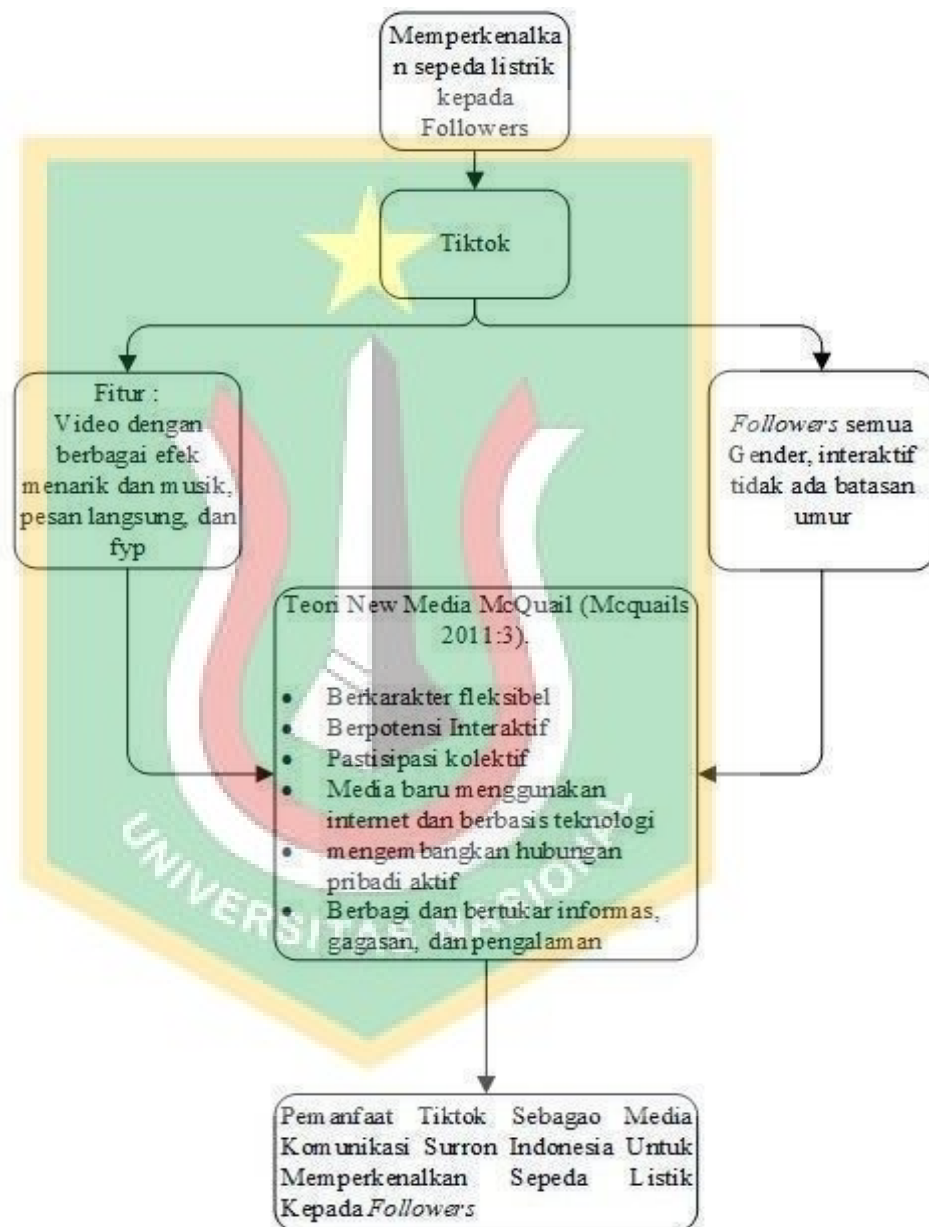 Memperkenalka
n sepeda listrik
kepada
Followers
Tiktok
Fitur :
Video dengan
berbagai efek
menarik dan musik,
pesan langsung, dan
fyp
Followers semua
Gender, interaktif
tidak ada batasan
umur
Teori New Media McQuail (Mcquails
2011:3).
• Berkarakter fleksibel
• Berpotensi Interaktif
• Pastisipasi kolektif
• Media baru menggunakan
internet dan berbasis teknologi
• mengembangkan hubungan
pribadi aktif
• Berbagi dan bertukar informas,
gagasan, dan pengalaman
UNIVERSITAS NASIONAL
Pemanfaat Tiktok Sebagao Media
Komunikasi Surron Indonesia Untuk
Memperkenalkan Sepeda Listik
Kepada Followers